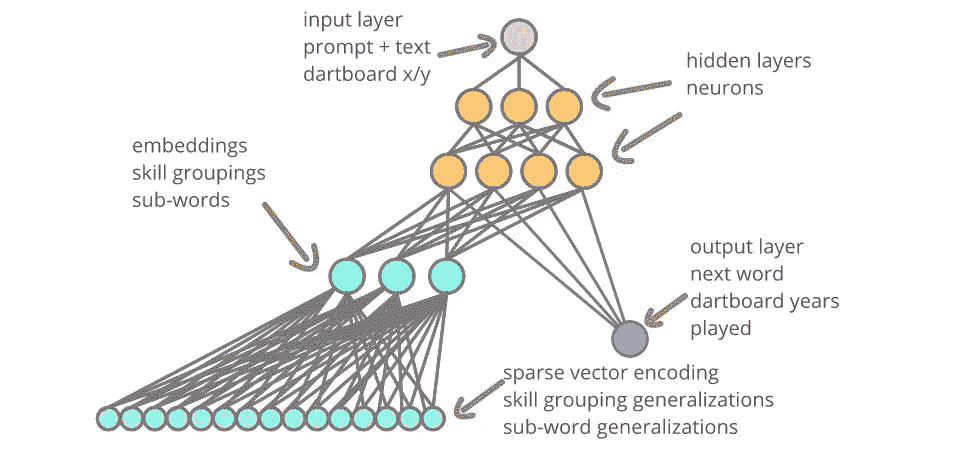 input layer
prompt + text
dartboard x/y
hidden layers
neurons
embeddings
skill groupings
sub-words
output layer
next word
dartboard years
played
sparse vector encoding
skill grouping generalizations
sub-word generalizations